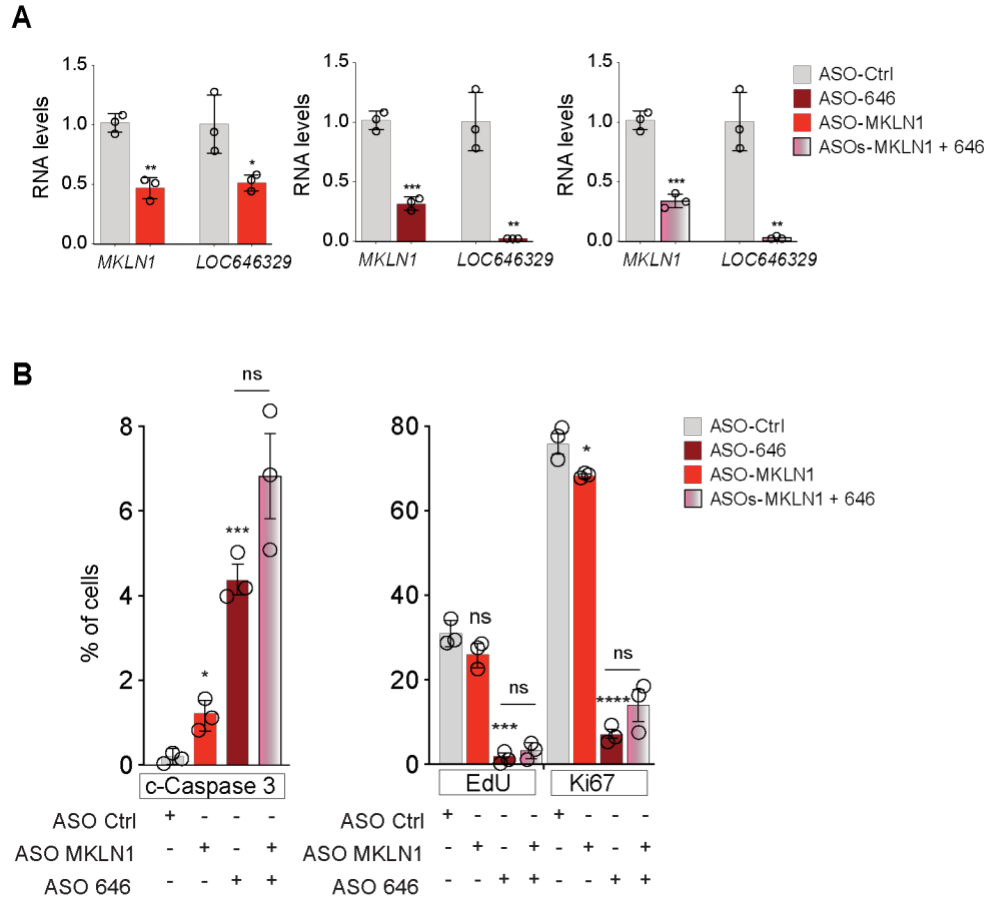 A
1.5
1.0
0.5
0.0
RNA levels
**
*
MKLN1 LOC646329
1.5
1.0
0.5
0.0
RNA levels
***
**
MKLN1 LOC646329
1.5
1.0
0.5
0.0
RNA levels
***
**
MKLN1 LOC646329
ASO-Ctrl
ASO-646
ASO-MKLN1
ASOs-MKLN1 + 646
B
ns
8
6
4
2
0
% of cells
*
***
c-Caspase 3
ASO Ctrl + - - -
ASO MKLN1 - + - +
ASO 646 - - + +
80
60
40
20
0
ns
***
ns
*
****
ns
EdU Ki67
ASO Ctrl + - - - + - - -
ASO MKLN1 - + - + - + - +
ASO 646 - - + + - - + +
ASO-Ctrl
ASO-646
ASO-MKLN1
ASOs-MKLN1 + 646